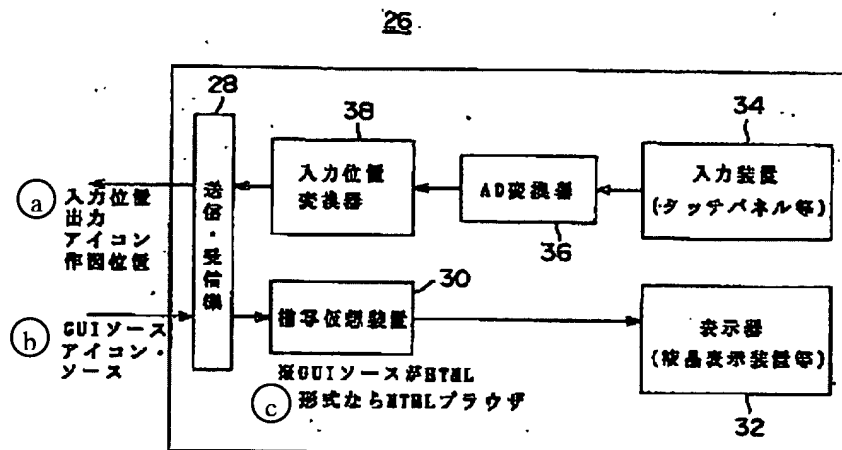 26
28
38
34
入力位置
変換器
AD変換器
36
入力装置
(タッチパネル等)
送信・受信機
a
入力位置
出力
アイコン
作図位置
b
GUIソース
アイコン・
ソース
30
描写仮想装置
※GUIソースがHTML
c 形式ならHTMLブラウザ
表示器
(液晶表示装置等)
32